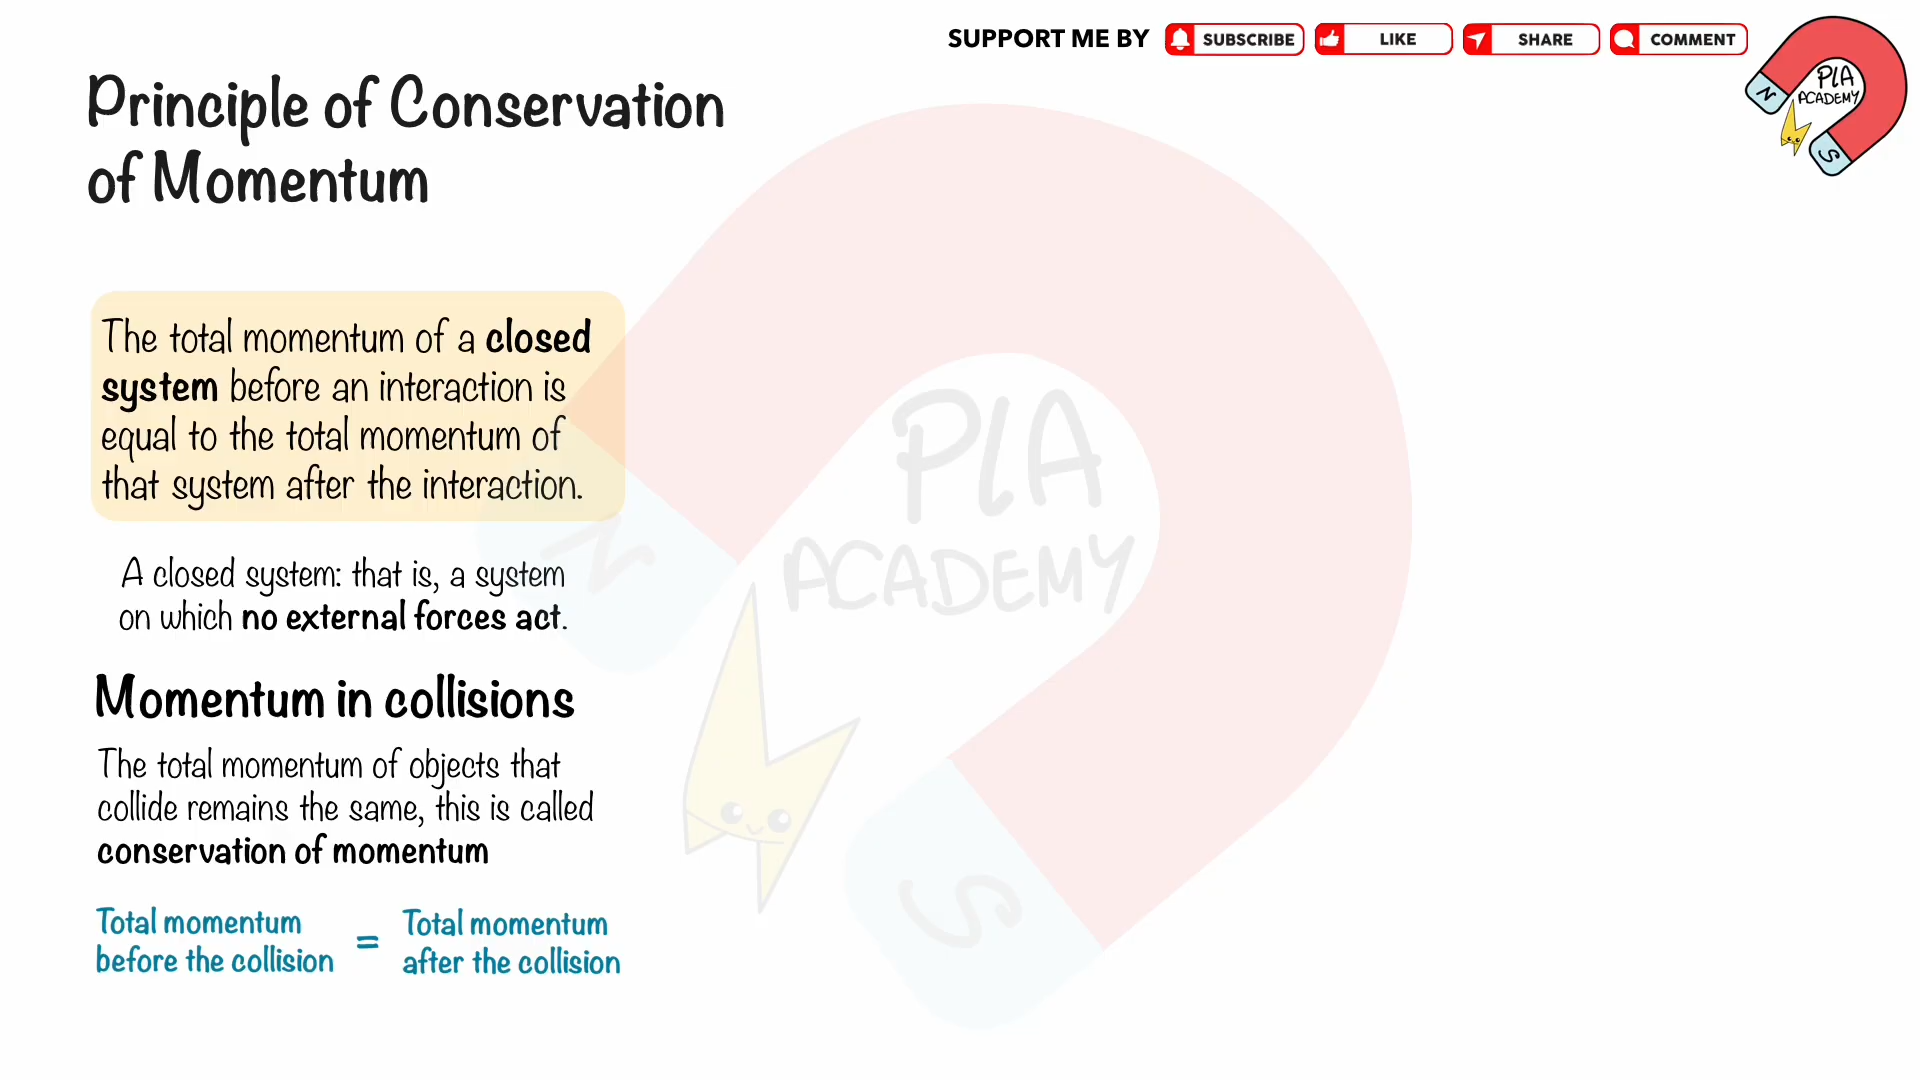 SUPPORT ME BY SUBSCRIBE LIKE SHARE COMMENT
PLA
ACADEMY
N
S
Principle of Conservation
of Momentum
The total momentum of a closed
system before an interaction is
equal to the total momentum of
that system after the interaction.
A closed system: that is, a system
on which no external forces act.
Momentum in collisions
The total momentum of objects that
collide remains the same, this is called
conservation of momentum
Total momentum
before the collision
=
Total momentum
after the collision
PLA
ACADEMY
N
S